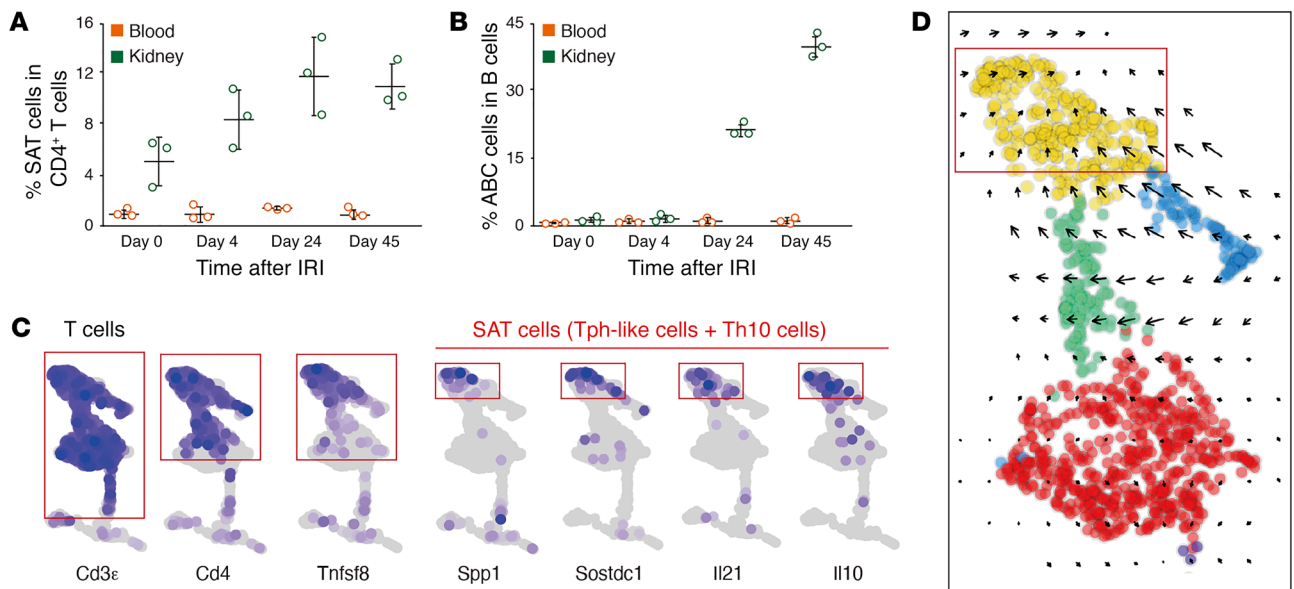 A
% SAT cells in
CD4⁺ T cells
16
12
8
4
0
Blood
Kidney
Day 0
Day 4
Day 24
Day 45
Time after IRI
B
% ABC cells in B cells
45
30
15
0
Blood
Kidney
Day 0
Day 4
Day 24
Day 45
Time after IRI
C
T cells
SAT cells (Tph-like cells + Th10 cells)
Cd3ε
Cd4
Tnfsf8
Spp1
Sostdc1
Il21
Il10
D